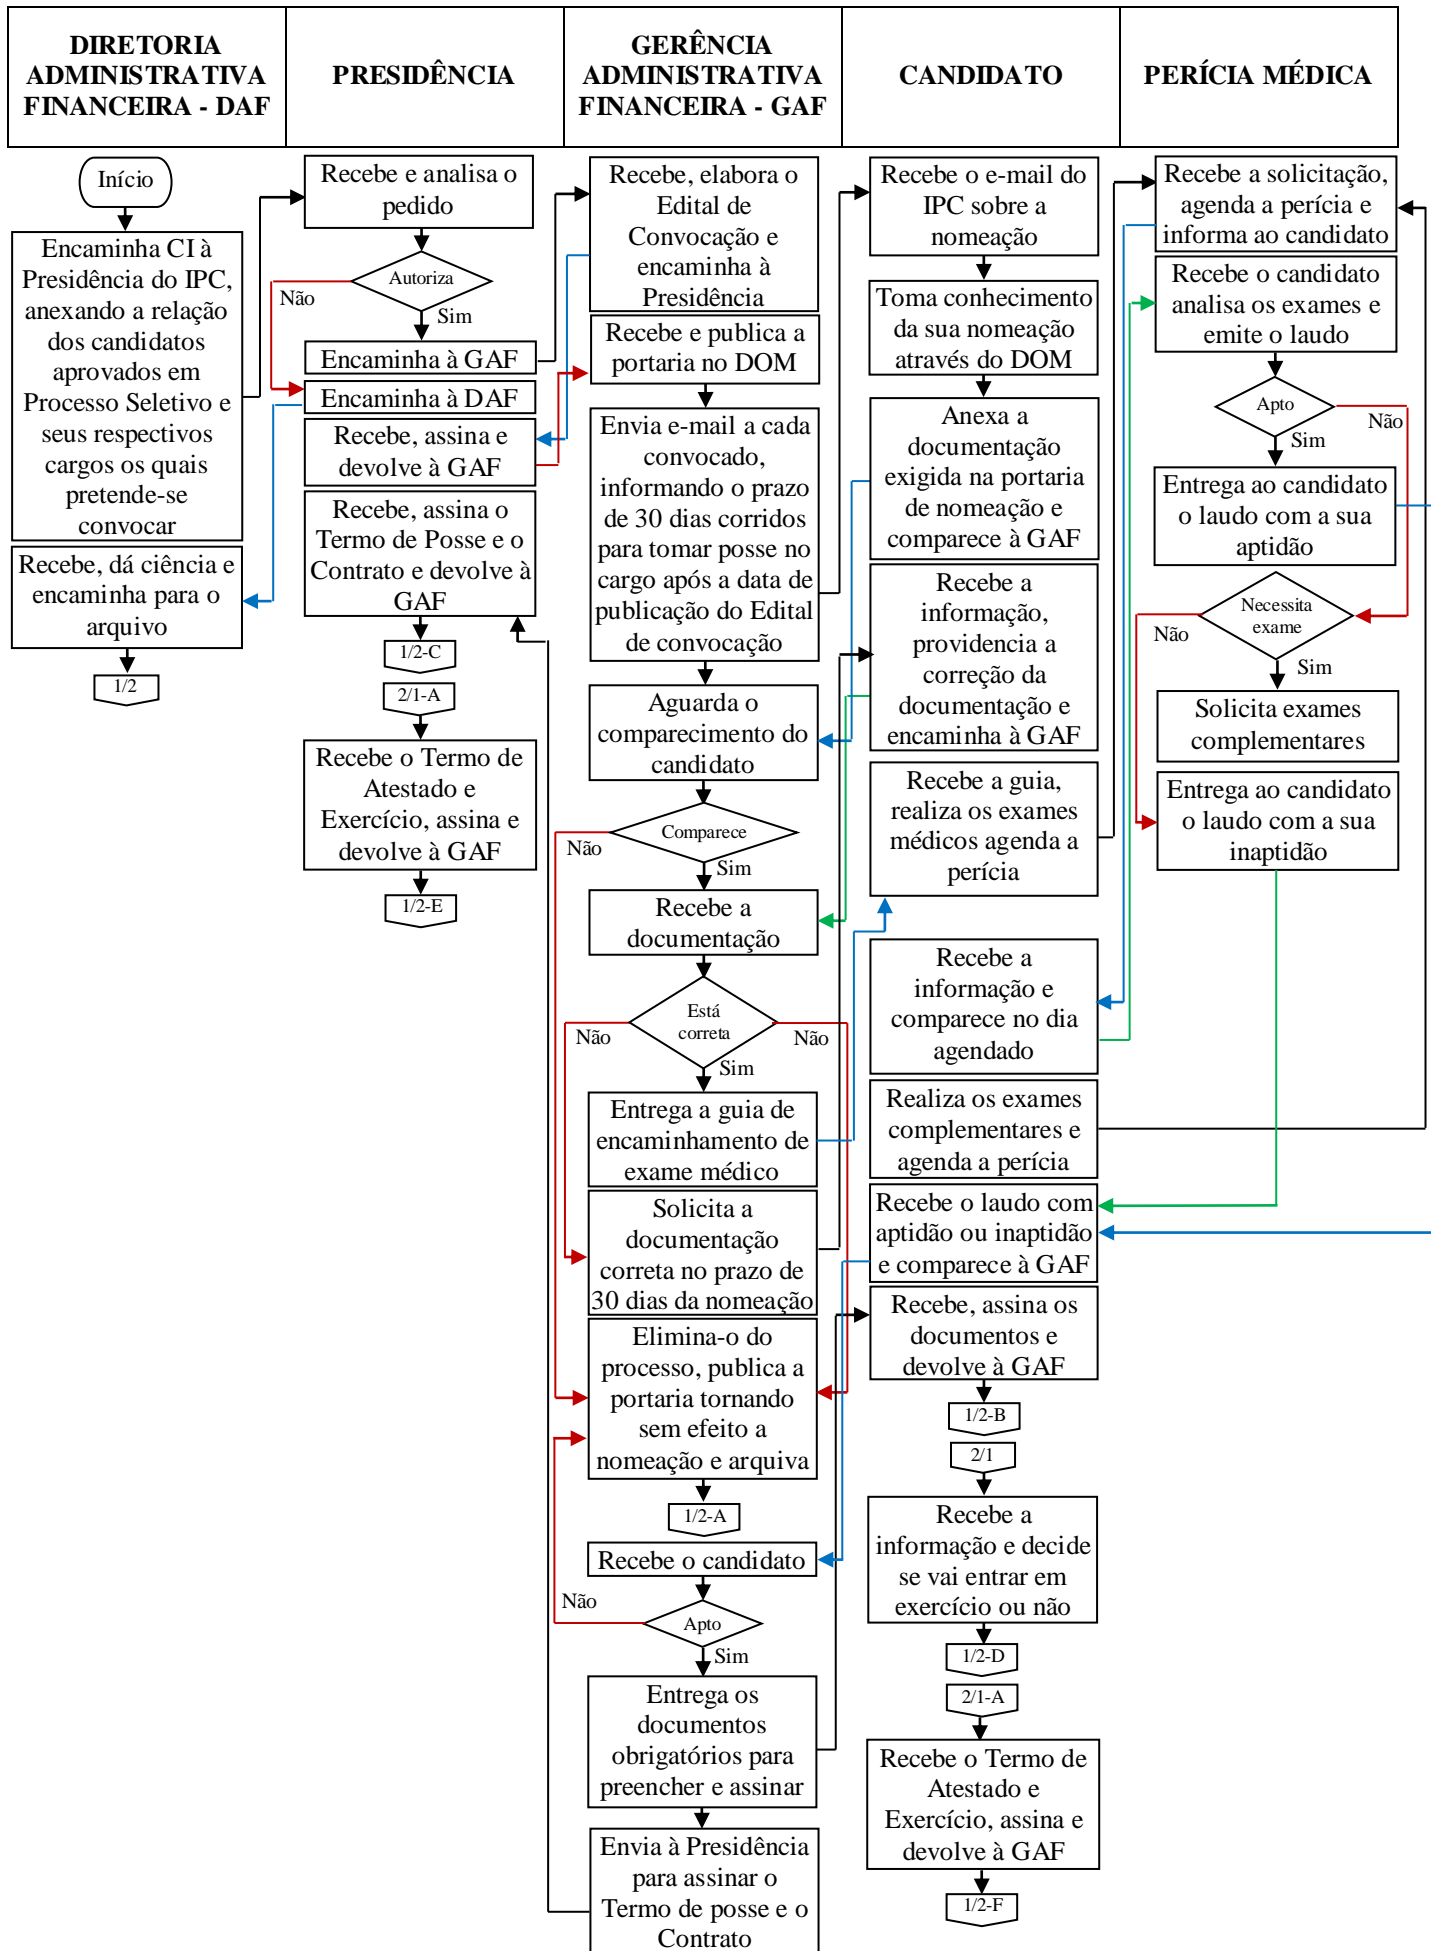 DIRETORIA
ADMINISTRATIVA
FINANCEIRA - DAF
PRESIDÊNCIA
GERÊNCIA
ADMINISTRATIVA
FINANCEIRA - GAF
CANDIDATO
PERÍCIA MÉDICA
Início
Encaminha CI à
Presidência do IPC,
anexando a relação
dos candidatos
aprovados em
Processo Seletivo e
seus respectivos
cargos os quais
pretende-se
convocar
Recebe, dá ciência e
encaminha para o
arquivo
1/2
Recebe e analisa o
pedido
Autoriza
Não
Sim
Encaminha à GAF
Encaminha à DAF
Recebe, assina e
devolve à GAF
Recebe, assina o
Termo de Posse e o
Contrato e devolve à
GAF
1/2-C
2/1-A
Recebe o Termo de
Atestado e
Exercício, assina e
devolve à GAF
1/2-E
Recebe, elabora o
Edital de
Convocação e
encaminha à
Presidência
Recebe e publica a
portaria no DOM
Envia e-mail a cada
convocado,
informando o prazo
de 30 dias corridos
para tomar posse no
cargo após a data de
publicação do Edital
de convocação
Aguarda o
comparecimento do
candidato
Comparece
Não
Sim
Recebe a
documentação
Está
correta
Não
Não
Sim
Entrega a guia de
encaminhamento de
exame médico
Solicita a
documentação
correta no prazo de
30 dias da nomeação
Elimina-o do
processo, publica a
portaria tornando
sem efeito a
nomeação e arquiva
1/2-A
Recebe o candidato
Não
Apto
Sim
Entrega os
documentos
obrigatórios para
preencher e assinar
Envia à Presidência
para assinar o
Termo de posse e o
Contrato
Recebe o e-mail do
IPC sobre a
nomeação
Toma conhecimento
da sua nomeação
através do DOM
Anexa a
documentação
exigida na portaria
de nomeação e
comparece à GAF
Recebe a
informação,
providencia a
correção da
documentação e
encaminha à GAF
Recebe a guia,
realiza os exames
médicos agenda a
perícia
Recebe a
informação e
comparece no dia
agendado
Realiza os exames
complementares e
agenda a perícia
Recebe o laudo com
aptidão ou inaptidão
e comparece à GAF
Recebe, assina os
documentos e
devolve à GAF
1/2-B
2/1
Recebe a
informação e decide
se vai entrar em
exercício ou não
1/2-D
2/1-A
Recebe o Termo de
Atestado e
Exercício, assina e
devolve à GAF
1/2-F
Recebe a solicitação,
agenda a perícia e
informa ao candidato
Recebe o candidato
analisa os exames e
emite o laudo
Apto
Não
Sim
Entrega ao candidato
o laudo com a sua
aptidão
Necessita
exame
Não
Sim
Solicita exames
complementares
Entrega ao candidato
o laudo com a sua
inaptidão